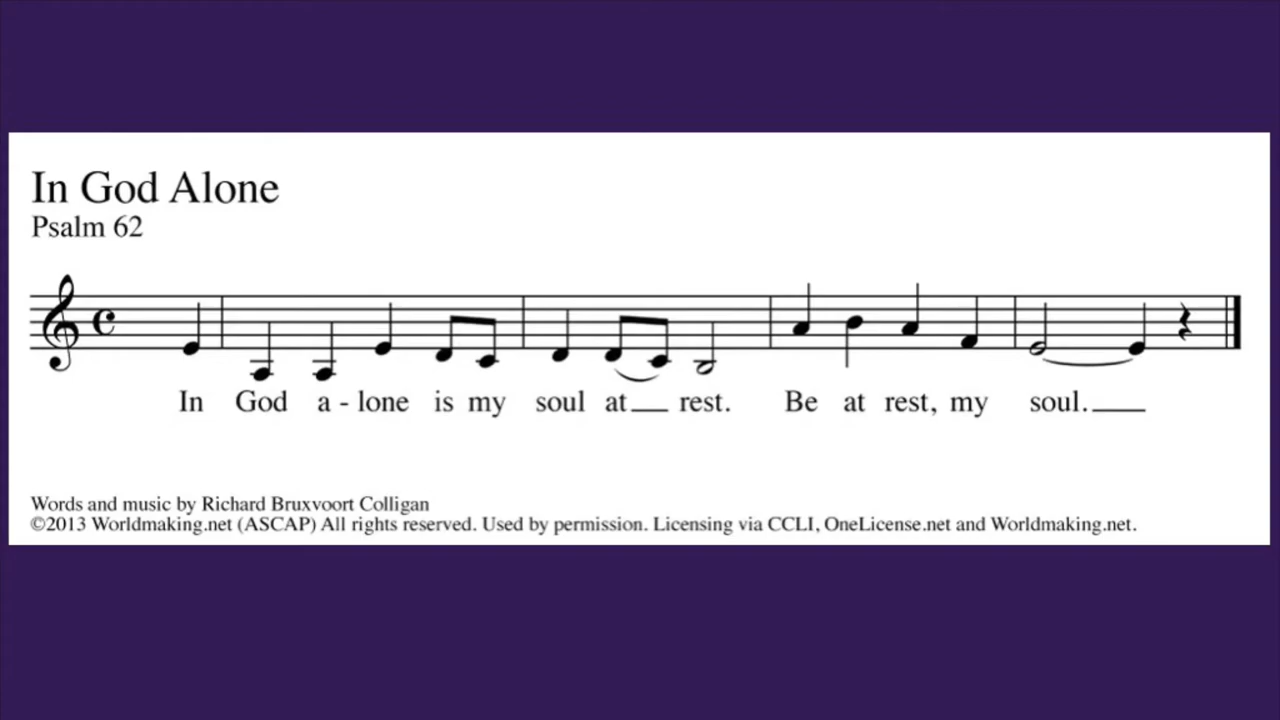 In God Alone
Psalm 62
In God a - lone is my soul at__ rest. Be at rest, my soul.__
Words and music by Richard Bruxvoort Colligan
©2013 Worldmaking.net (ASCAP) All rights reserved. Used by permission. Licensing via CCLI, OneLicense.net and Worldmaking.net.